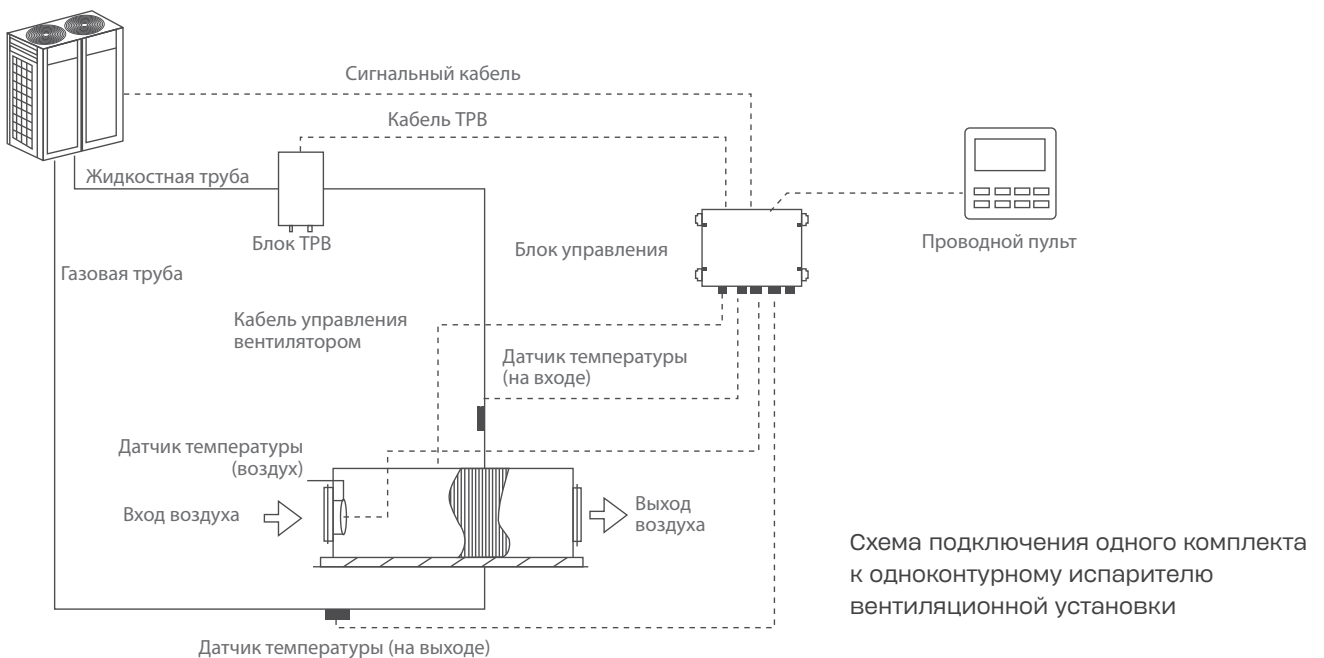 Сигнальный кабель
Кабель ТРВ
Жидкостная труба
Блок ТРВ
Блок управления
Проводной пульт
Газовая труба
Кабель управления
вентилятором
Датчик температуры
(на входе)
Датчик температуры
(воздух)
Вход воздуха
Выход
воздуха
Схема подключения одного комплекта
к одноконтурному испарителю
вентиляционной установки
Датчик температуры (на выходе)